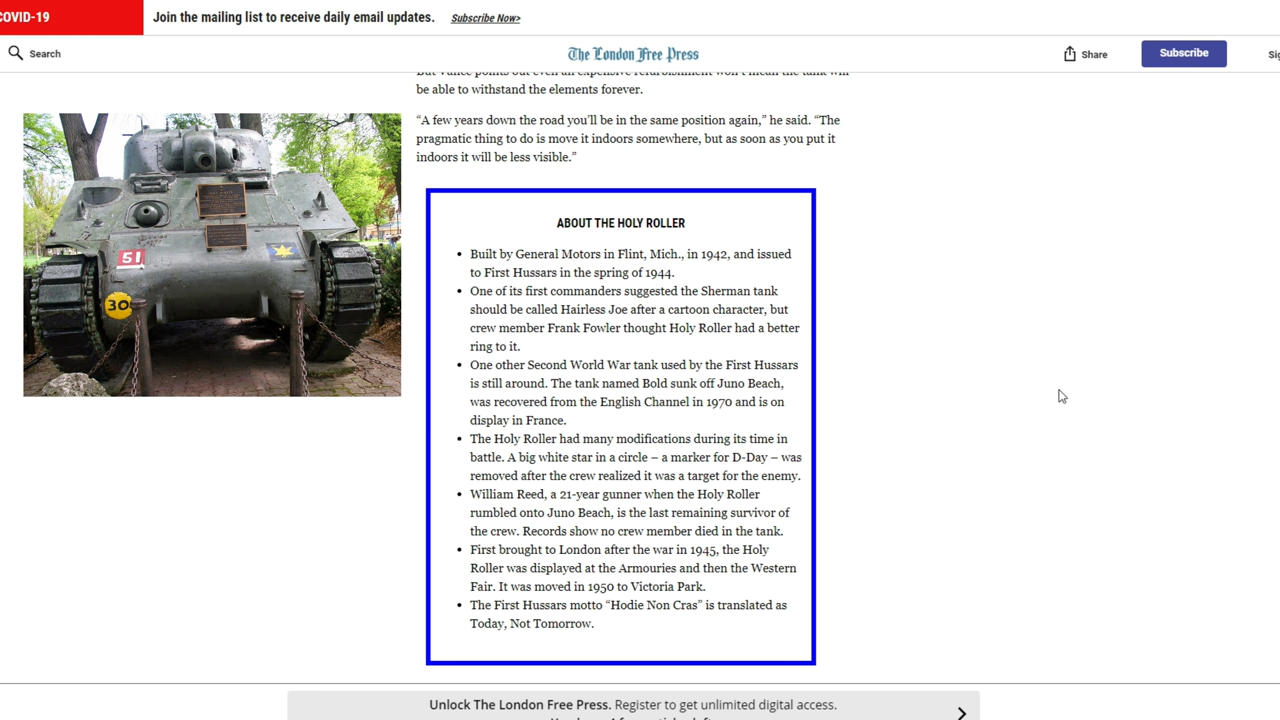 COVID-19
Join the mailing list to receive daily email updates. Subscribe Now>
Search
The London Free Press
Share
Subscribe
be able to withstand the elements forever.
“A few years down the road you’ll be in the same position again,” he said. “The
pragmatic thing to do is move it indoors somewhere, but as soon as you put it
indoors it will be less visible.”
51
30
ABOUT THE HOLY ROLLER
• Built by General Motors in Flint, Mich., in 1942, and issued
to First Hussars in the spring of 1944.
• One of its first commanders suggested the Sherman tank
should be called Hairless Joe after a cartoon character, but
crew member Frank Fowler thought Holy Roller had a better
ring to it.
• One other Second World War tank used by the First Hussars
is still around. The tank named Bold sunk off Juno Beach,
was recovered from the English Channel in 1970 and is on
display in France.
• The Holy Roller had many modifications during its time in
battle. A big white star in a circle – a marker for D-Day – was
removed after the crew realized it was a target for the enemy.
• William Reed, a 21-year gunner when the Holy Roller
rumbled onto Juno Beach, is the last remaining survivor of
the crew. Records show no crew member died in the tank.
• First brought to London after the war in 1945, the Holy
Roller was displayed at the Armouries and then the Western
Fair. It was moved in 1950 to Victoria Park.
• The First Hussars motto “Hodie Non Cras” is translated as
Today, Not Tomorrow.
Unlock The London Free Press. Register to get unlimited digital access.